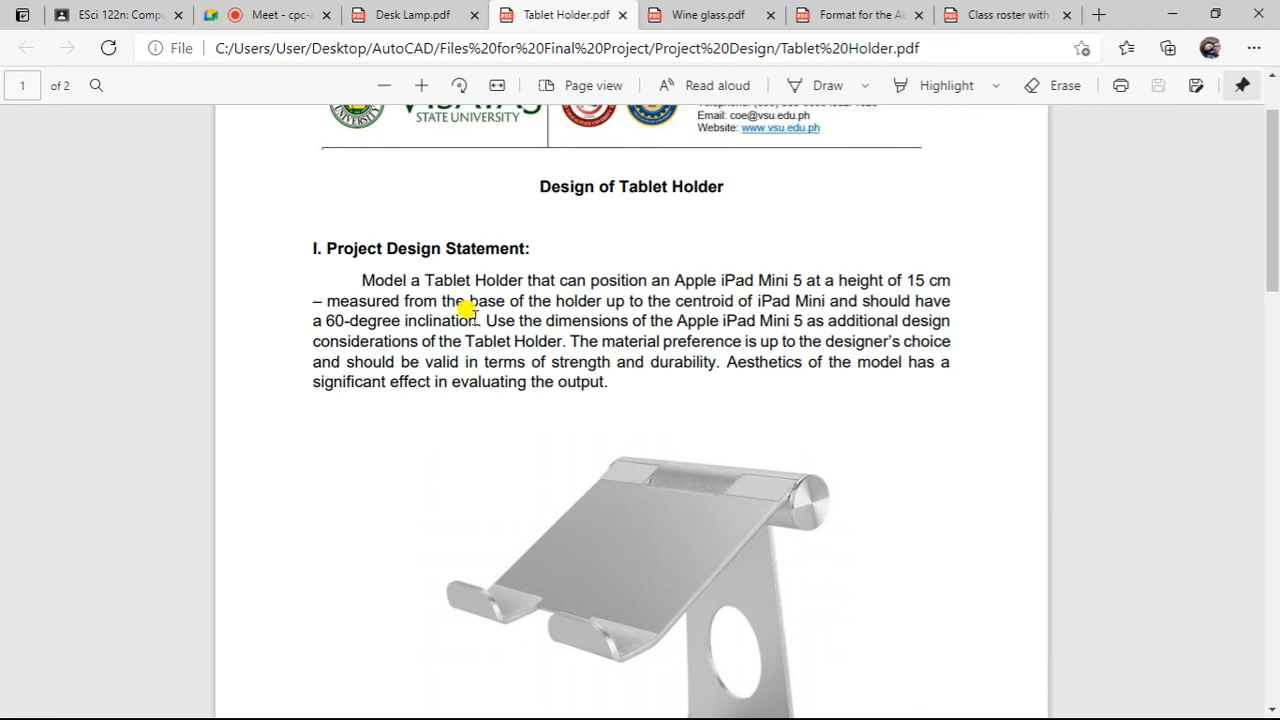 ESci 122n: Compu
Meet - cpc-a
Desk Lamp.pdf
Tablet Holder.pdf
Wine glass.pdf
Format for the Ab
Class roster with
File
C:/Users/User/Desktop/AutoCAD/Files%20for%20Final%20Project/Project%20Design/Tablet%20Holder.pdf
1 of 2
Page view
Read aloud
Draw
Highlight
Erase
STATE UNIVERSITY
Email: coe@vsu.edu.ph
Website: www.vsu.edu.ph
Design of Tablet Holder
I. Project Design Statement:
Model a Tablet Holder that can position an Apple iPad Mini 5 at a height of 15 cm
– measured from the base of the holder up to the centroid of iPad Mini and should have
a 60-degree inclination. Use the dimensions of the Apple iPad Mini 5 as additional design
considerations of the Tablet Holder. The material preference is up to the designer's choice
and should be valid in terms of strength and durability. Aesthetics of the model has a
significant effect in evaluating the output.